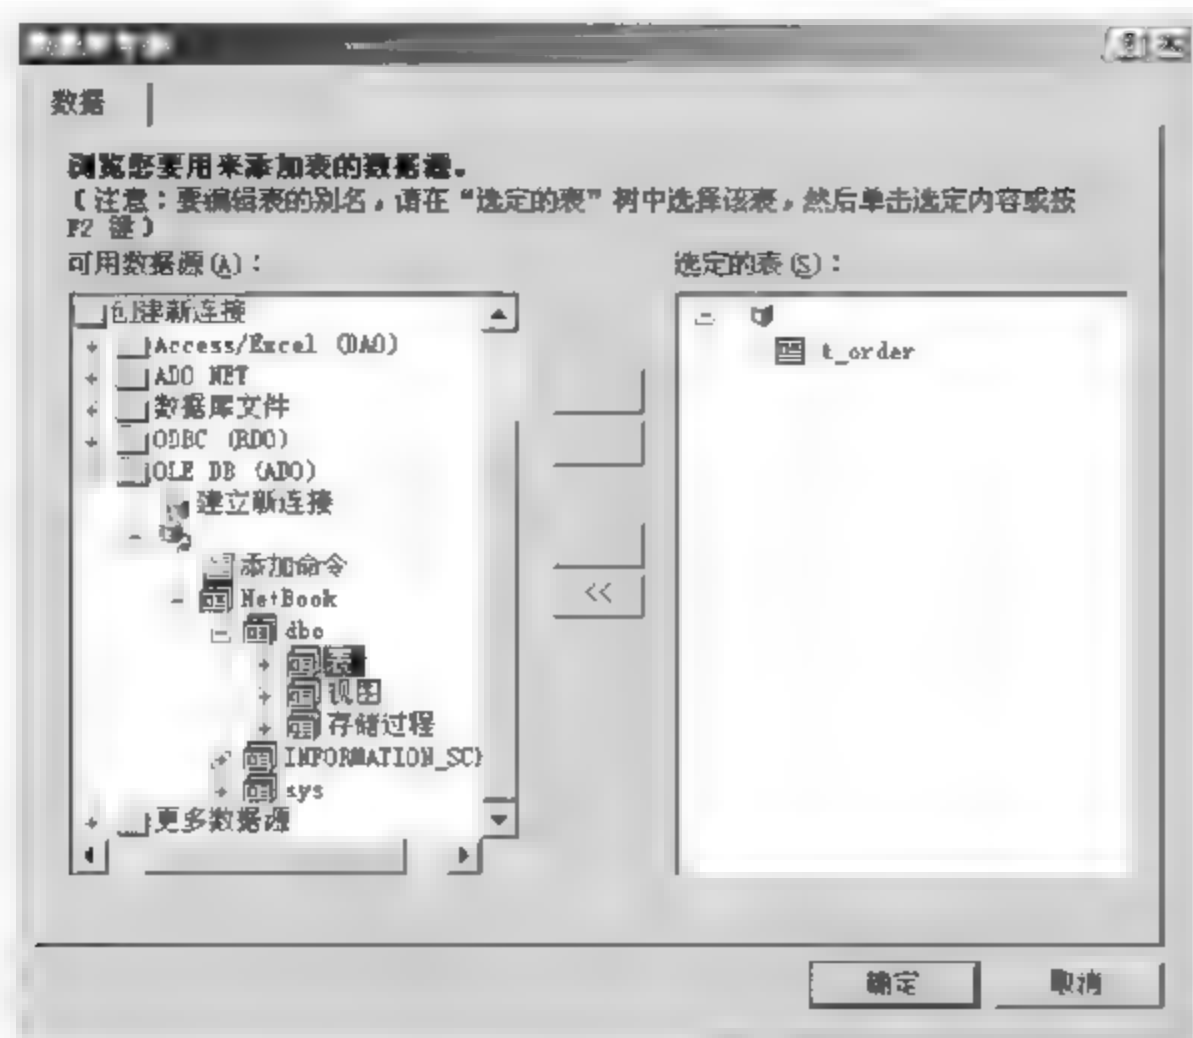 数据
浏览您要用来添加表的数据源。
(注意：要编辑表的别名，请在“选定的表”树中选择该表，然后单击选定内容或按
F2 键)
可用数据源(A)：
选定的表(S)：
创建新连接
Access/Excel (DAO)
ADO NET
数据库文件
ODBC (RDO)
OLE DB (ADO)
建立新连接
添加命令
NetBook
dbo
表
视图
存储过程
INFORMATION_SC
sys
更多数据源
t_order
<<
确定
取消